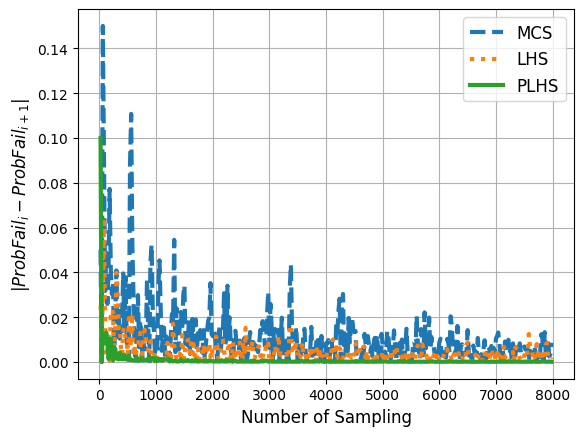 MCS
LHS
PLHS
|ProbFail_i − ProbFail_{i+1}|
0.14
0.12
0.10
0.08
0.06
0.04
0.02
0.00
0 1000 2000 3000 4000 5000 6000 7000 8000
Number of Sampling